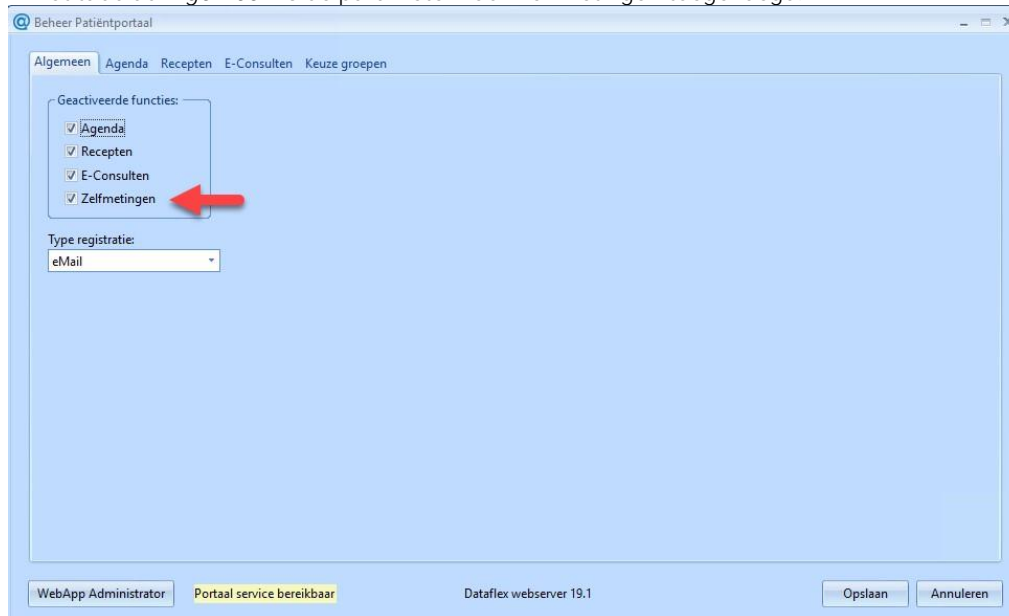 Beheer Patiëntportaal
Algemeen Agenda Recepten E-Consulten Keuze groepen
Geactiveerde functies:
Agenda
Recepten
E-Consulten
Zelfmetingen
Type registratie:
eMail
WebApp Administrator Portaal service bereikbaar Dataflex webserver 19.1 Opslaan Annuleren